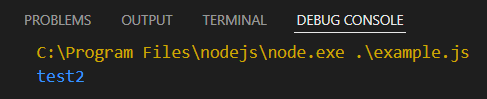 PROBLEMS OUTPUT TERMINAL DEBUG CONSOLE
C:\Program Files\nodejs\node.exe .\example.js
test2